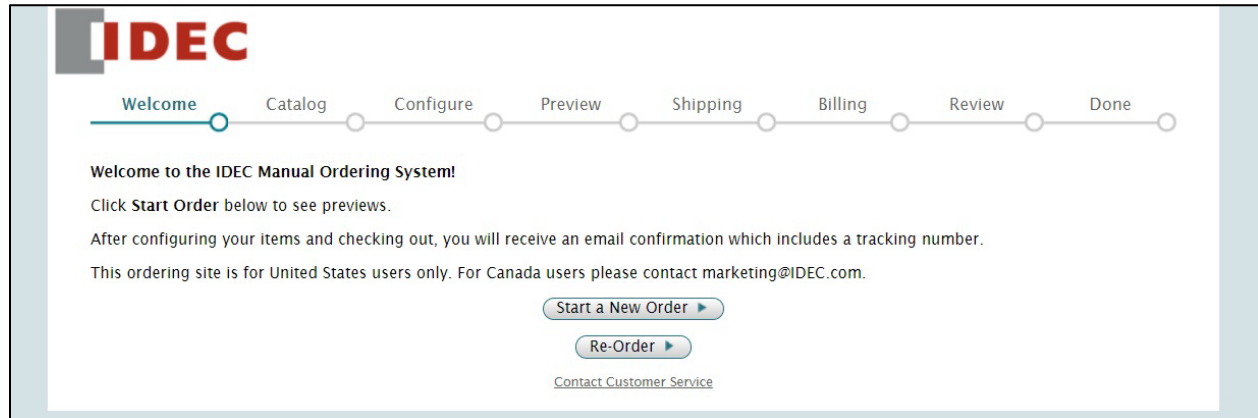 IDEC
Welcome Catalog Configure Preview Shipping Billing Review Done
Welcome to the IDEC Manual Ordering System!
Click Start Order below to see previews.
After configuring your items and checking out, you will receive an email confirmation which includes a tracking number.
This ordering site is for United States users only. For Canada users please contact marketing@IDEC.com.
Start a New Order
Re-Order
Contact Customer Service